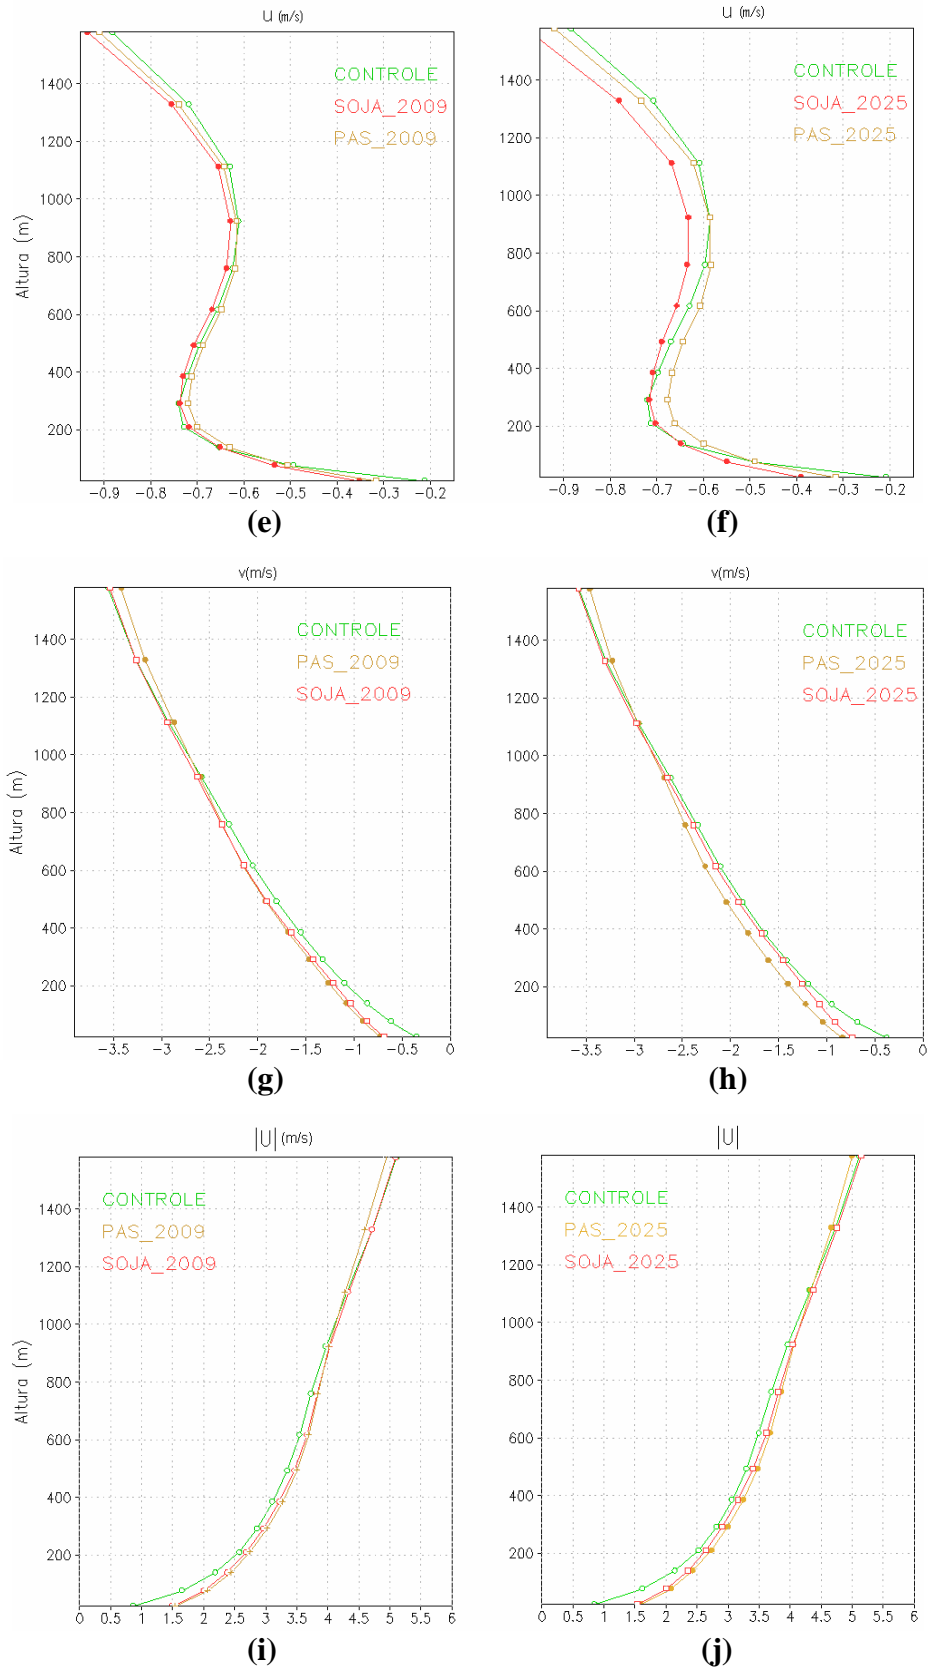 u (m/s)
CONTROLE
SOJA_2009
PAS_2009
Altura (m)
1400
1200
1000
800
600
400
200
−0.9 −0.8 −0.7 −0.6 −0.5 −0.4 −0.3 −0.2
(e)
u (m/s)
CONTROLE
SOJA_2025
PAS_2025
1400
1200
1000
800
600
400
200
−0.9 −0.8 −0.7 −0.6 −0.5 −0.4 −0.3 −0.2
(f)
v(m/s)
CONTROLE
PAS_2009
SOJA_2009
Altura (m)
1400
1200
1000
800
600
400
200
−3.5 −3 −2.5 −2 −1.5 −1 −0.5 0
(g)
v(m/s)
CONTROLE
PAS_2025
SOJA_2025
1400
1200
1000
800
600
400
200
−3.5 −3 −2.5 −2 −1.5 −1 −0.5 0
(h)
|U| (m/s)
CONTROLE
PAS_2009
SOJA_2009
Altura (m)
1400
1200
1000
800
600
400
200
0 0.5 1 1.5 2 2.5 3 3.5 4 4.5 5 5.5 6
(i)
|U|
CONTROLE
PAS_2025
SOJA_2025
1400
1200
1000
800
600
400
200
0 0.5 1 1.5 2 2.5 3 3.5 4 4.5 5 5.5 6
(j)